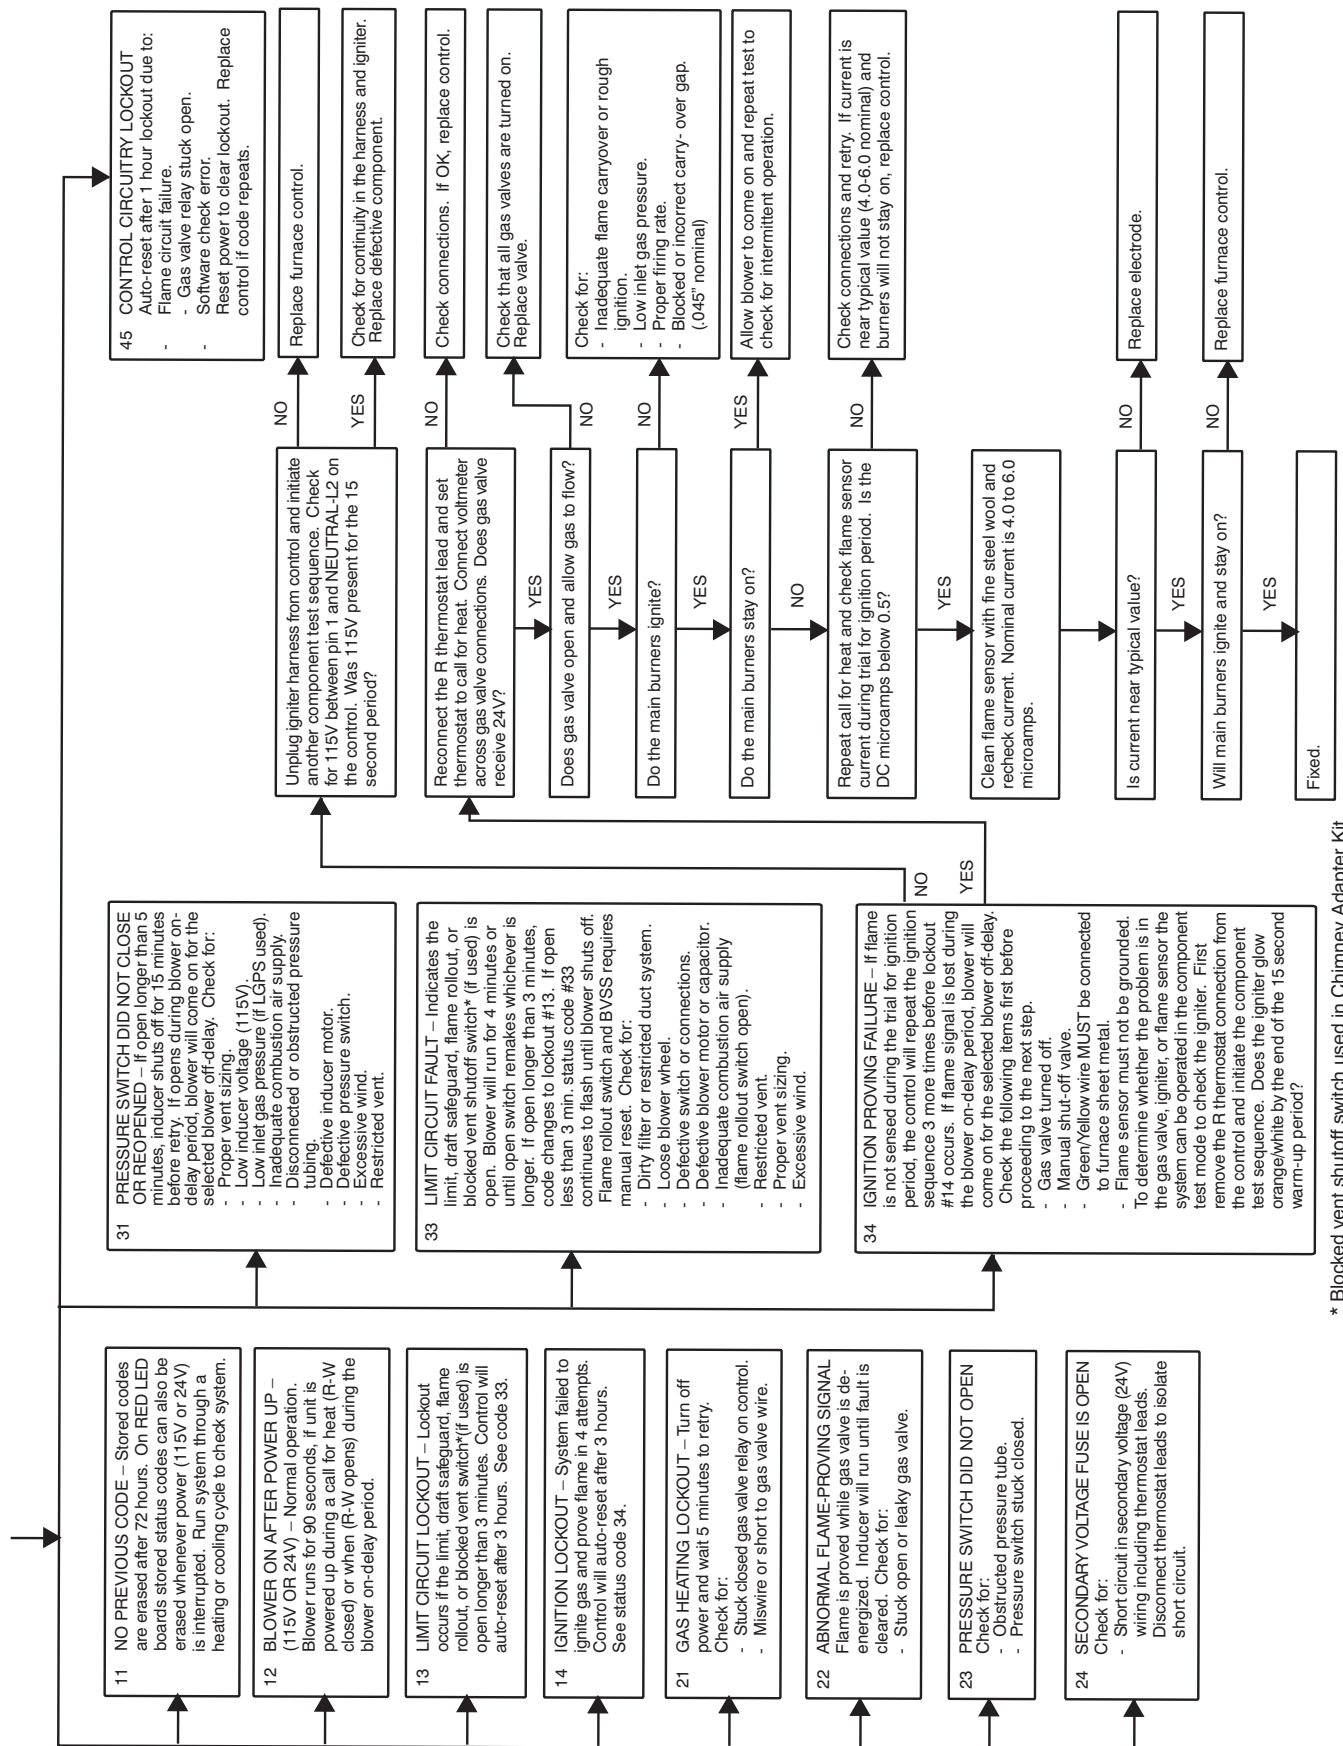 11 NO PREVIOUS CODE – Stored codes
are erased after 72 hours. On RED LED
boards stored status codes can also be
erased whenever power (115V or 24V)
is interrupted. Run system through a
heating or cooling cycle to check system.
12 BLOWER ON AFTER POWER UP –
(115V OR 24V) – Normal operation.
Blower runs for 90 seconds, if unit is
powered up during a call for heat (R-W
closed) or when (R-W opens) during the
blower on-delay period.
13 LIMIT CIRCUIT LOCKOUT – Lockout
occurs if the limit, draft safeguard, flame
rollout, or blocked vent switch*(if used) is
open longer than 3 minutes. Control will
auto-reset after 3 hours. See code 33.
14 IGNITION LOCKOUT – System failed to
ignite gas and prove flame in 4 attempts.
Control will auto-reset after 3 hours.
See status code 34.
21 GAS HEATING LOCKOUT – Turn off
power and wait 5 minutes to retry.
Check for:
- Stuck closed gas valve relay on control.
- Miswire or short to gas valve wire.
22 ABNORMAL FLAME-PROVING SIGNAL
Flame is proved while gas valve is de-
energized. Inducer will run until fault is
cleared. Check for:
- Stuck open or leaky gas valve.
23 PRESSURE SWITCH DID NOT OPEN
Check for:
- Obstructed pressure tube.
- Pressure switch stuck closed.
24 SECONDARY VOLTAGE FUSE IS OPEN
Check for:
- Short circuit in secondary voltage (24V)
wiring including thermostat leads.
Disconnect thermostat leads to isolate
short circuit.
31 PRESSURE SWITCH DID NOT CLOSE
OR REOPENED – If open longer than 5
minutes, inducer shuts off for 15 minutes
before retry. If opens during blower on-
delay period, blower will come on for the
selected blower off-delay. Check for:
- Proper vent sizing.
- Low inducer voltage (115V).
- Low inlet gas pressure (if LGPS used).
- Inadequate combustion air supply.
- Disconnected or obstructed pressure
tubing.
- Defective inducer motor.
- Defective pressure switch.
- Excessive wind.
- Restricted vent.
33 LIMIT CIRCUIT FAULT – Indicates the
limit, draft safeguard, flame rollout, or
blocked vent shutoff switch* (if used) is
open. Blower will run for 4 minutes or
until open switch remakes whichever is
longer. If open longer than 3 minutes,
code changes to lockout #13. If open
less than 3 min. status code #33
continues to flash until blower shuts off.
Flame rollout switch and BVSS requires
manual reset. Check for:
- Dirty filter or restricted duct system.
- Loose blower wheel.
- Defective switch or connections.
- Defective blower motor or capacitor.
- Inadequate combustion air supply
(flame rollout switch open).
- Restricted vent.
- Proper vent sizing.
- Excessive wind.
34 IGNITION PROVING FAILURE – If flame
is not sensed during the trial for ignition
period, the control will repeat the ignition
sequence 3 more times before lockout
#14 occurs. If flame signal is lost during
the blower on-delay period, blower will
come on for the selected blower off-delay.
Check the following items first before
proceeding to the next step.
- Gas valve turned off.
- Manual shut-off valve.
- Green/Yellow wire MUST be connected
to furnace sheet metal.
- Flame sensor must not be grounded.
To determine whether the problem is in
the gas valve, igniter, or flame sensor the
system can be operated in the component
test mode to check the igniter. First
remove the R thermostat connection from
the control and initiate the component
test sequence. Does the igniter glow
orange/white by the end of the 15 second
warm-up period?
NO
YES
Unplug igniter harness from control and initiate
another component test sequence. Check
for 115V between pin 1 and NEUTRAL-L2 on
the control. Was 115V present for the 15
second period?
NO
YES
Reconnect the R thermostat lead and set
thermostat to call for heat. Connect voltmeter
across gas valve connections. Does gas valve
receive 24V?
NO
YES
Does gas valve open and allow gas to flow?
NO
YES
Do the main burners ignite?
NO
YES
Do the main burners stay on?
YES
NO
Repeat call for heat and check flame sensor
current during trial for ignition period. Is the
DC microamps below 0.5?
NO
YES
Clean flame sensor with fine steel wool and
recheck current. Nominal current is 4.0 to 6.0
microamps.
Is current near typical value?
NO
YES
Will main burners ignite and stay on?
NO
YES
Fixed.
45 CONTROL CIRCUITRY LOCKOUT
Auto-reset after 1 hour lockout due to:
- Flame circuit failure.
- Gas valve relay stuck open.
- Software check error.
Reset power to clear lockout. Replace
control if code repeats.
Replace furnace control.
Check for continuity in the harness and igniter.
Replace defective component.
Check connections. If OK, replace control.
Check that all gas valves are turned on.
Replace valve.
Check for:
- Inadequate flame carryover or rough
ignition.
- Low inlet gas pressure.
- Proper firing rate.
- Blocked or incorrect carry- over gap.
(.045" nominal)
Allow blower to come on and repeat test to
check for intermittent operation.
Check connections and retry. If current is
near typical value (4.0-6.0 nominal) and
burners will not stay on, replace control.
Replace electrode.
Replace furnace control.
* Blocked vent shutoff switch used in Chimney Adapter Kit